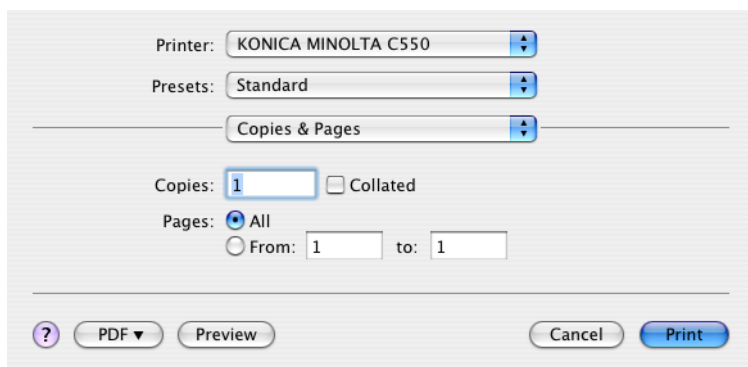 Printer: KONICA MINOLTA C550
Presets: Standard
Copies & Pages
Copies: 1 Collated
Pages: All
From: 1 to: 1
? PDF ▼ Preview Cancel Print